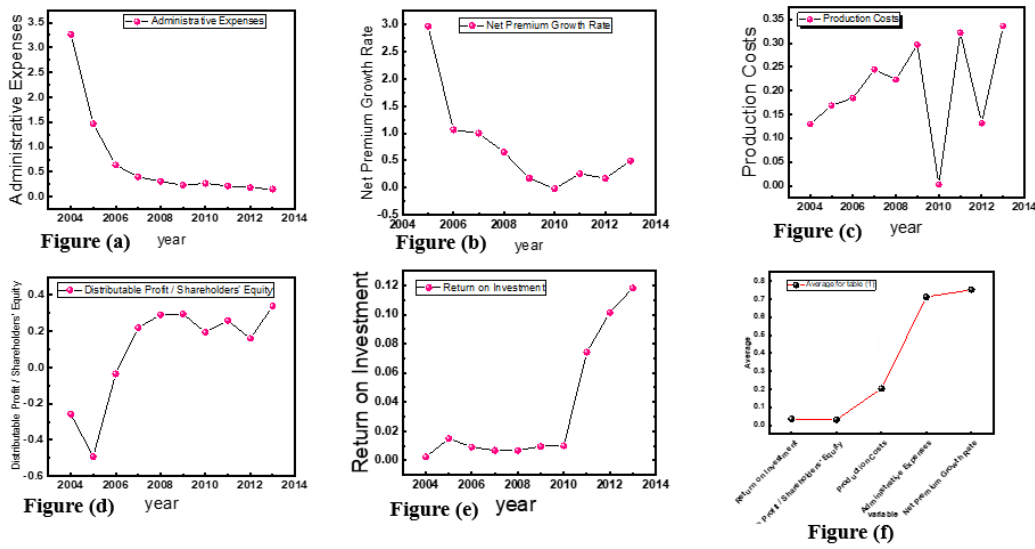 Administrative Expenses
Administrative Expenses
3.5
3.0
2.5
2.0
1.5
1.0
0.5
0.0
2004 2006 2008 2010 2012 2014
Figure (a) year
Net Premium Growth Rate
Net Premium Growth Rate
3.0
2.5
2.0
1.5
1.0
0.5
0.0
-0.5
2004 2006 2008 2010 2012 2014
Figure (b) year
Production Costs
Production Costs
0.35
0.30
0.25
0.20
0.15
0.10
0.05
0.00
2004 2006 2008 2010 2012 2014
Figure (c) year
Distributable Profit / Shareholders' Equity
Distributable Profit / Shareholders' Equity
0.4
0.2
0.0
-0.2
-0.4
-0.6
2004 2006 2008 2010 2012 2014
Figure (d) year
Return on Investment
Return on Investment
0.12
0.10
0.08
0.06
0.04
0.02
0.00
2004 2006 2008 2010 2012 2014
Figure (e) year
Average for table (1)
Average
0.8
0.7
0.6
0.5
0.4
0.3
0.2
0.1
0.0
Return on Investment
Profit / Shareholders' Equity
Production Costs
Administrative Expenses
Net Premium Growth Rate
variable
Figure (f)